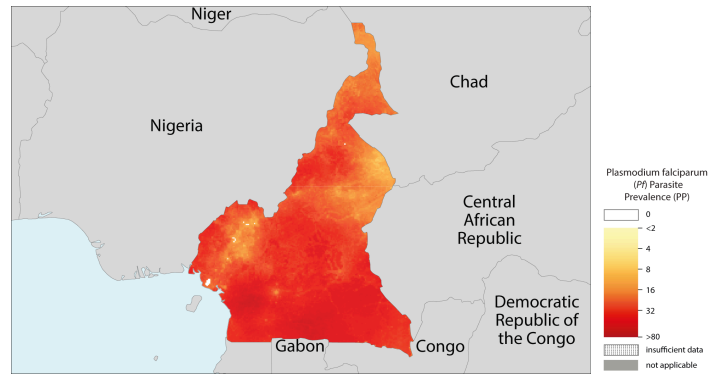 Niger
Chad
Nigeria
Central
African
Republic
Democratic
Republic of
the Congo
Gabon
Congo
Plasmodium falciparum
(Pf) Parasite
Prevalence (PP)
0
<2
4
8
16
32
>80
insufficient data
not applicable